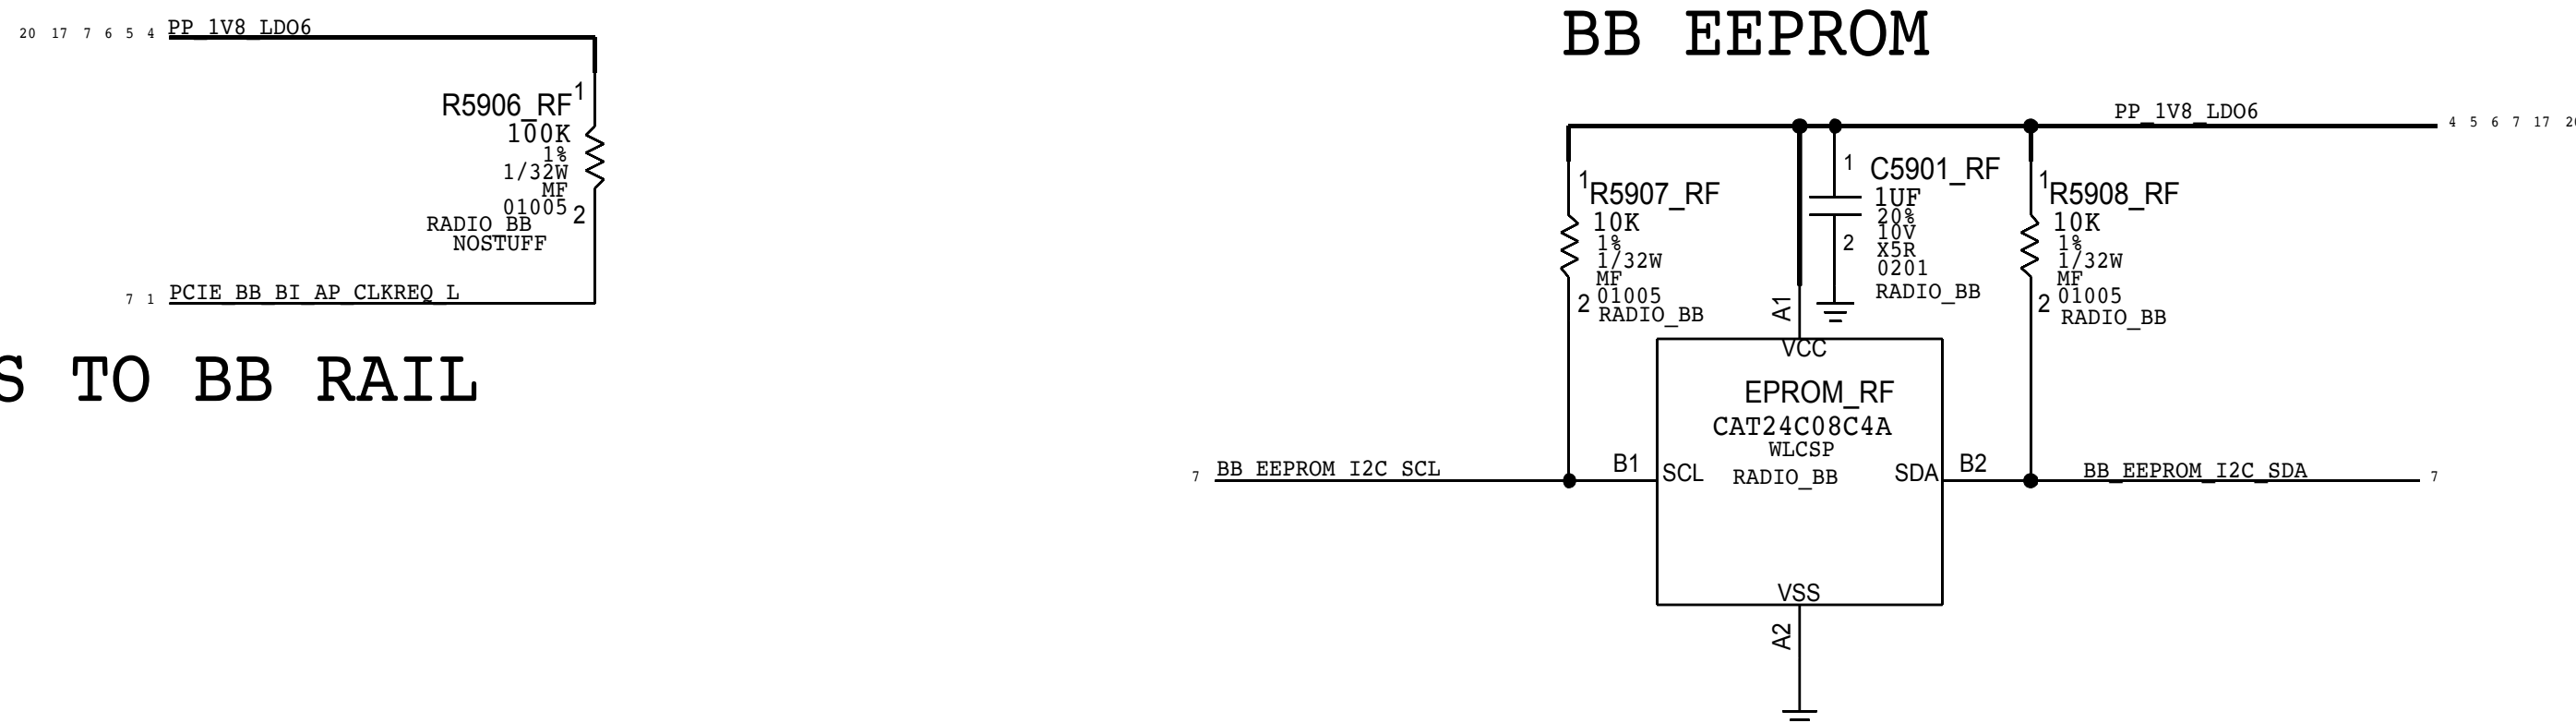 20 17 7 6 5 4 PP_1V8_LDO6
1
R5906_RF
100K
1%
1/32W
MF
01005
2
RADIO_BB
NOSTUFF
7 1 PCIE_BB_BI_AP_CLKREQ_L
S TO BB RAIL
BB EEPROM
PP_1V8_LDO6 4 5 6 7 17 20
1
R5907_RF
10K
1%
1/32W
MF
01005
2
RADIO_BB
1
C5901_RF
1UF
20%
10V
X5R
0201
2
RADIO_BB
1
R5908_RF
10K
1%
1/32W
MF
01005
2
RADIO_BB
A1
VCC
EPROM_RF
CAT24C08C4A
WLCSP
RADIO_BB
7 BB_EEPROM_I2C_SCL
B1
SCL
SDA
B2
BB_EEPROM_I2C_SDA 7
VSS
A2